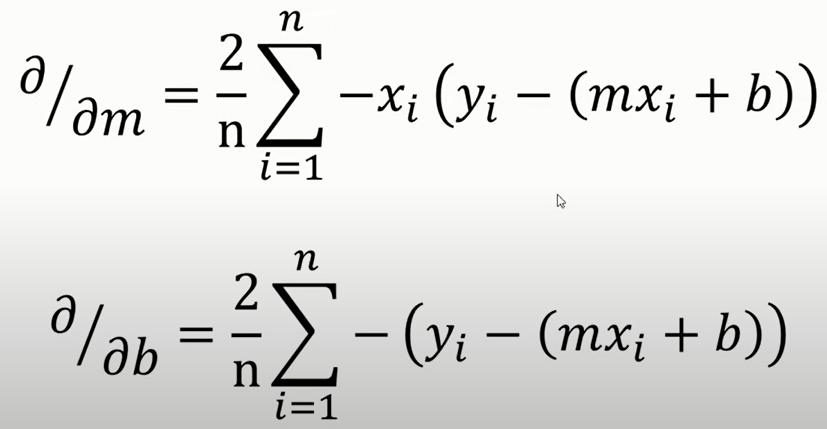 ∂/∂m = 2/n ∑_{i=1}^{n} −x_i (y_i − (mx_i + b))
∂/∂b = 2/n ∑_{i=1}^{n} −(y_i − (mx_i + b))